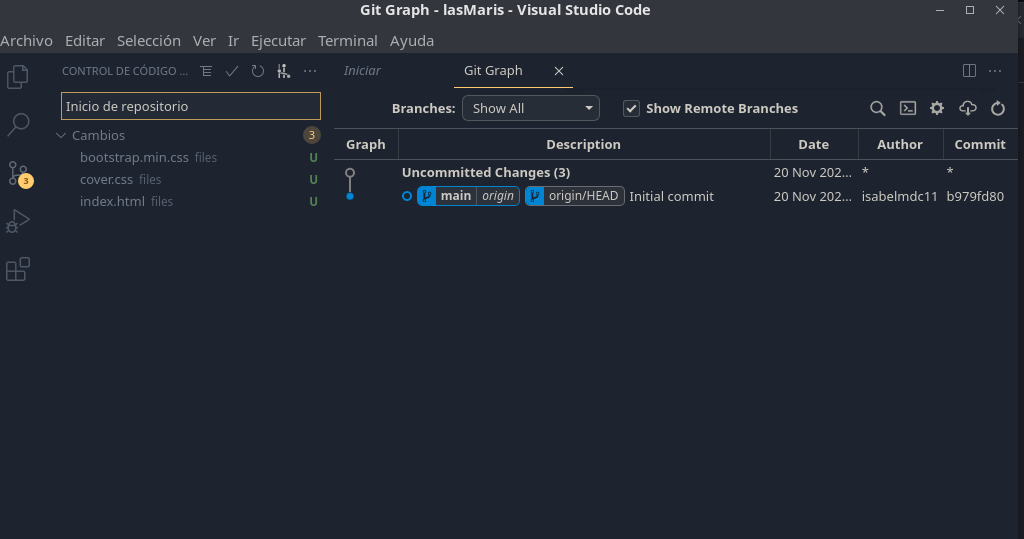 Git Graph - lasMaris - Visual Studio Code
Archivo Editar Selección Ver Ir Ejecutar Terminal Ayuda
CONTROL DE CÓDIGO ...
Iniciar Git Graph
Inicio de repositorio
Branches: Show All Show Remote Branches
Cambios 3
Graph Description Date Author Commit
bootstrap.min.css files U
Uncommitted Changes (3) 20 Nov 202... * *
cover.css files U
3
main origin origin/HEAD Initial commit 20 Nov 202... isabelmdc11 b979fd80
index.html files U